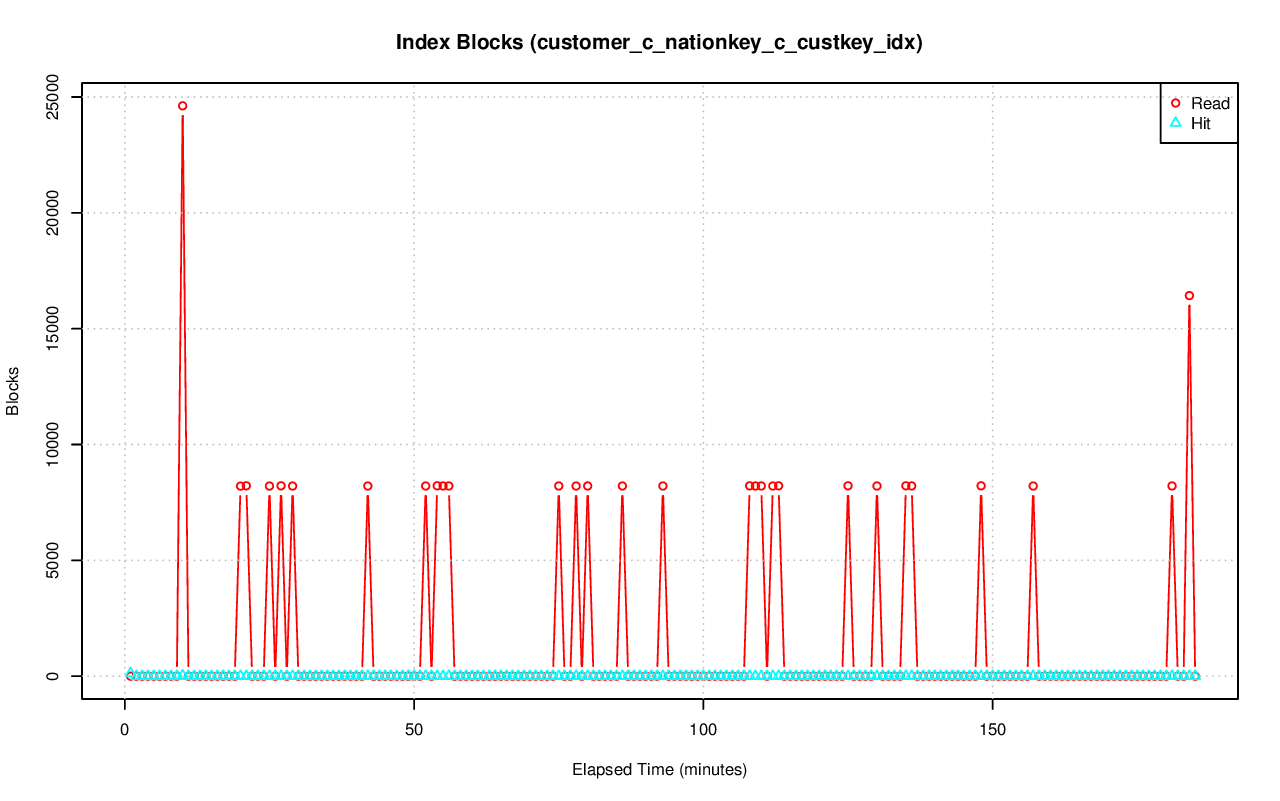 Index Blocks (customer_c_nationkey_c_custkey_idx)
Read
Hit
25000
20000
15000
10000
5000
0
Blocks
0 50 100 150
Elapsed Time (minutes)